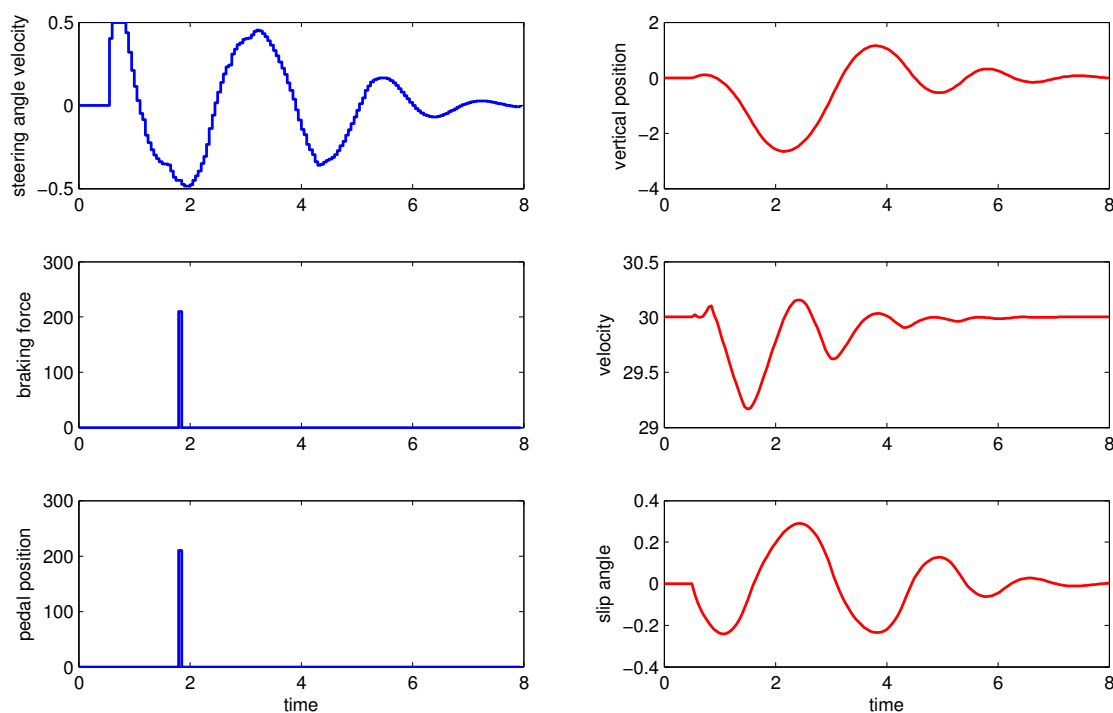 steering angle velocity
0.5
0
−0.5
0 2 4 6 8
vertical position
2
0
−2
−4
0 2 4 6 8
braking force
300
200
100
0
0 2 4 6 8
velocity
30.5
30
29.5
29
0 2 4 6 8
pedal position
300
200
100
0
0 2 4 6 8
time
slip angle
0.4
0.2
0
−0.2
−0.4
0 2 4 6 8
time